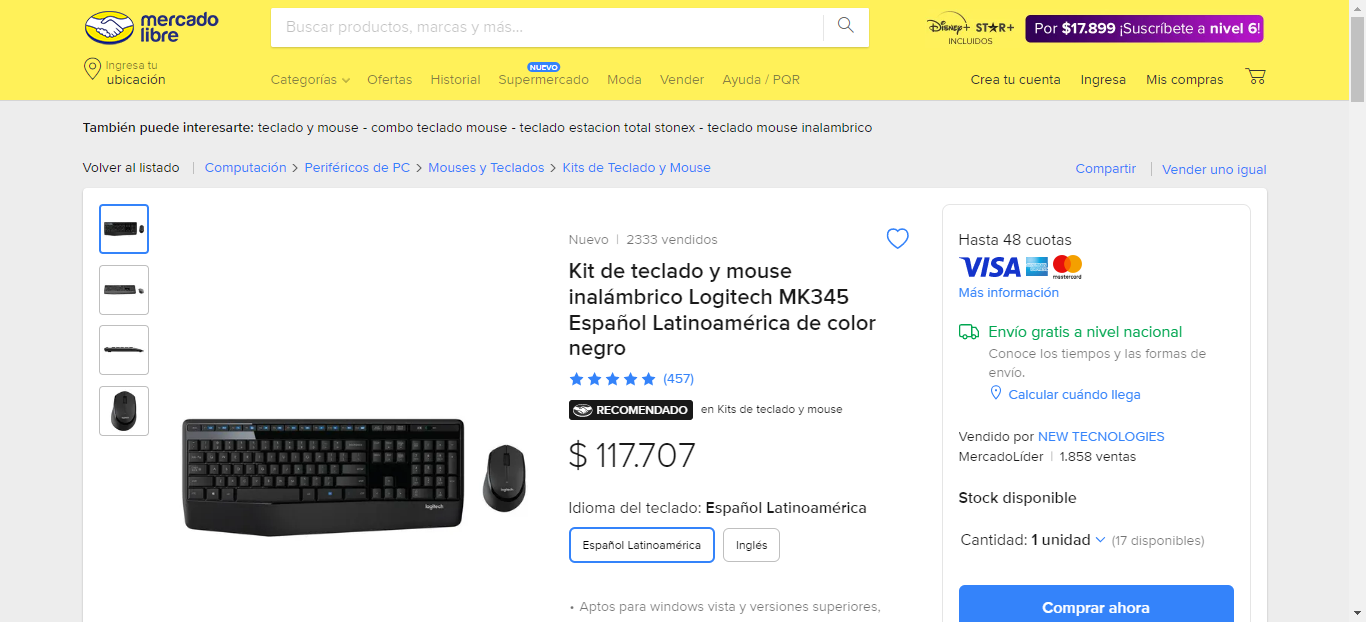 mercado
libre
Buscar productos, marcas y más...
Disney+ STAR+
INCLUIDOS
Por $17.899 ¡Suscríbete a nivel 6!
Ingresa tu
ubicación
Categorías
Ofertas
Historial
NUEVO
Supermercado
Moda
Vender
Ayuda / PQR
Crea tu cuenta
Ingresa
Mis compras
También puede interesarte: teclado y mouse - combo teclado mouse - teclado estacion total stonex - teclado mouse inalambrico
Volver al listado | Computación > Periféricos de PC > Mouses y Teclados > Kits de Teclado y Mouse
Compartir | Vender uno igual
Nuevo | 2333 vendidos
Kit de teclado y mouse
inalámbrico Logitech MK345
Español Latinoamérica de color
negro
(457)
RECOMENDADO en Kits de teclado y mouse
$ 117.707
Idioma del teclado: Español Latinoamérica
Español Latinoamérica
Inglés
• Aptos para windows vista y versiones superiores,
logitech
logitech
Hasta 48 cuotas
VISA
mastercard
Más información
Envío gratis a nivel nacional
Conoce los tiempos y las formas de
envío.
Calcular cuándo llega
Vendido por NEW TECNOLOGIES
MercadoLíder | 1.858 ventas
Stock disponible
Cantidad: 1 unidad (17 disponibles)
Comprar ahora